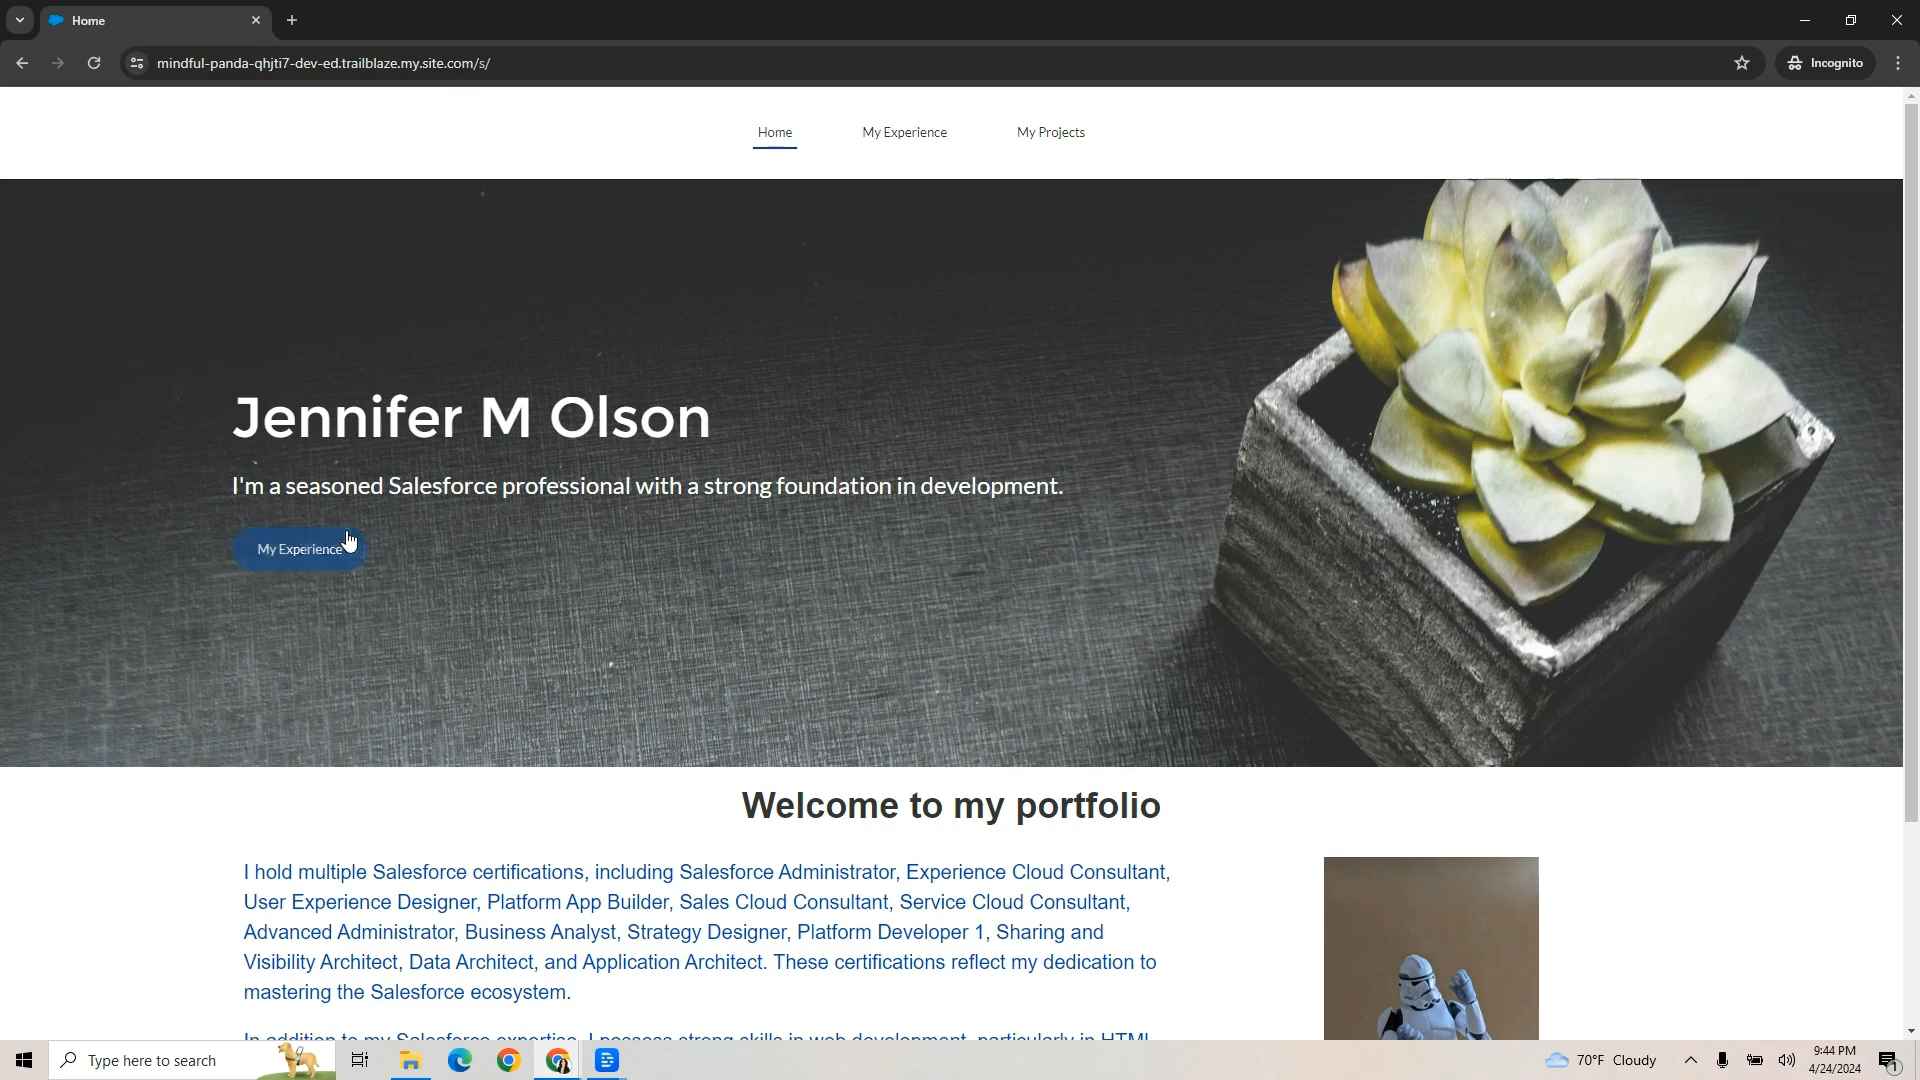 Home
mindful-panda-qhjti7-dev-ed.trailblaze.my.site.com/s/
Incognito
Home
My Experience
My Projects
Jennifer M Olson
I'm a seasoned Salesforce professional with a strong foundation in development.
My Experience
Welcome to my portfolio
I hold multiple Salesforce certifications, including Salesforce Administrator, Experience Cloud Consultant,
User Experience Designer, Platform App Builder, Sales Cloud Consultant, Service Cloud Consultant,
Advanced Administrator, Business Analyst, Strategy Designer, Platform Developer 1, Sharing and
Visibility Architect, Data Architect, and Application Architect. These certifications reflect my dedication to
mastering the Salesforce ecosystem.
In addition to my Salesforce expertise, I possess strong skills in web development, particularly in HTML
Type here to search
70°F Cloudy
9:44 PM
4/24/2024
1